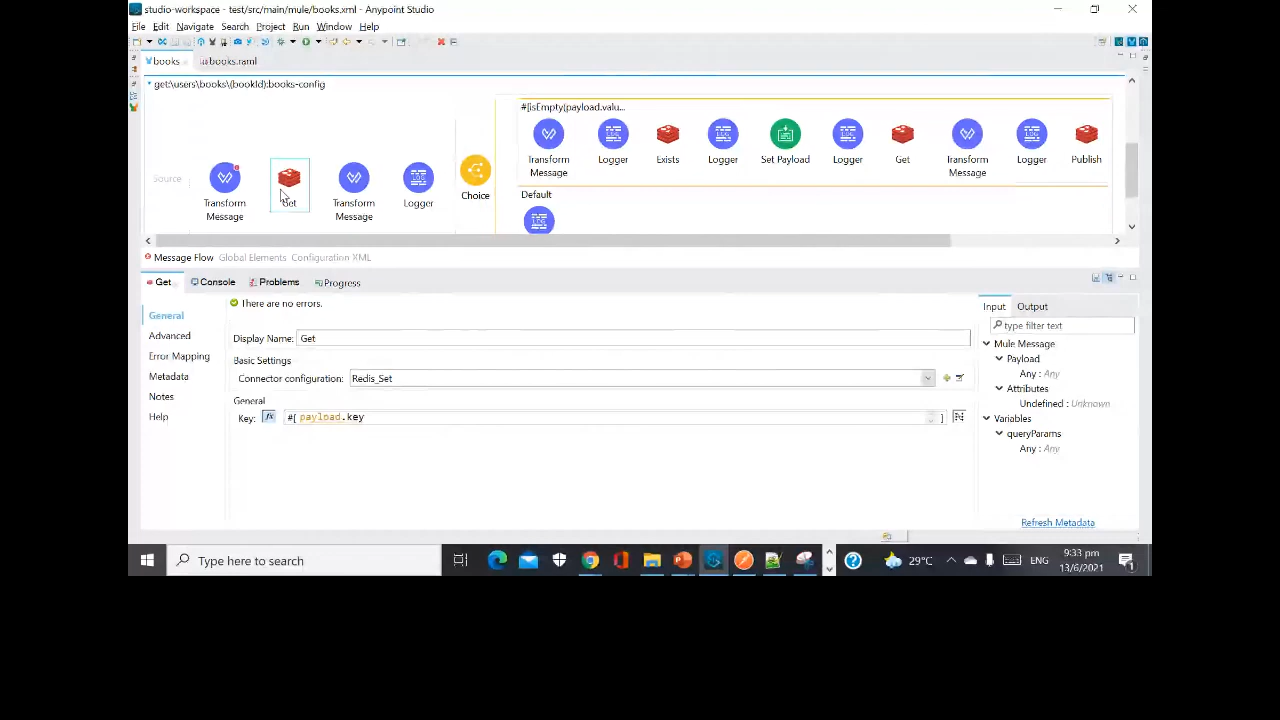 studio-workspace - test/src/main/mule/books.xml - Anypoint Studio
File Edit Navigate Search Project Run Window Help
books books.raml
get:\users\books\(bookId):books-config
#[isEmpty(payload.valu...
Transform Message
Logger
Exists
Logger
Set Payload
Logger
Get
Transform Message
Logger
Publish
Source
Transform Message
Get
Transform Message
Logger
Choice
Default
Message Flow Global Elements Configuration XML
Get Console Problems Progress
There are no errors.
General
Advanced
Error Mapping
Metadata
Notes
Help
Display Name: Get
Basic Settings
Connector configuration: Redis_Set
General
Key: fx #[ payload.key ]
Input Output
type filter text
Mule Message
Payload
Any : Any
Attributes
Undefined : Unknown
Variables
queryParams
Any : Any
Refresh Metadata
Type here to search
29°C ENG
9:33 pm
13/6/2021
1